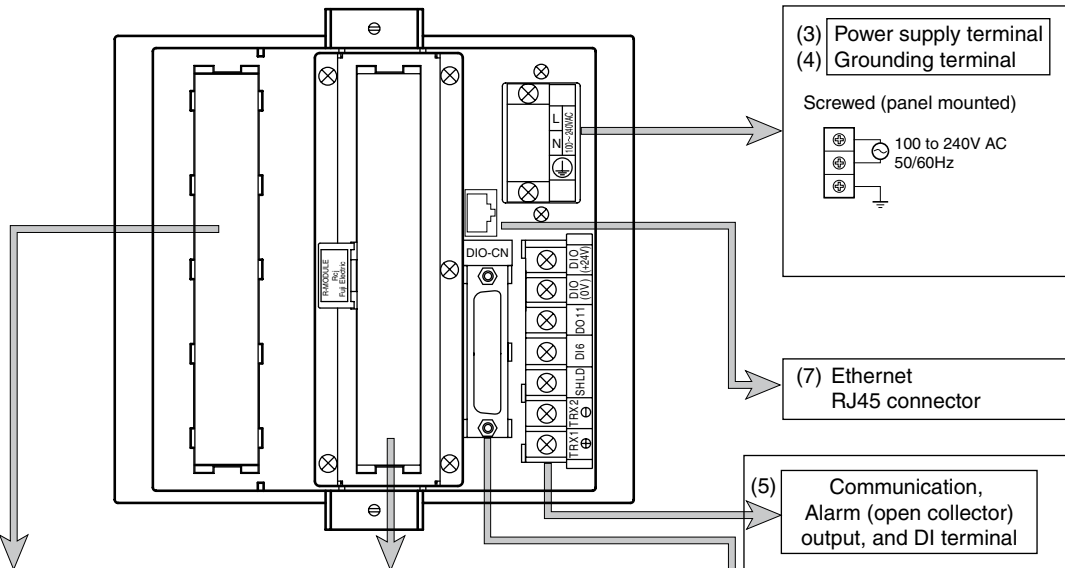 (3) Power supply terminal
(4) Grounding terminal
Screwed (panel mounted)
100 to 240V AC
50/60Hz
L
N
100~240VAC
DIO-CN
R-MODULE
Rcj
Fuji Electric
DIO
(+24V)
DIO
(0V)
DO11
DI6
SHLD
TRX2 ⊖
TRX1 ⊕
(7) Ethernet
RJ45 connector
(5) Communication,
Alarm (open collector)
output, and DI terminal